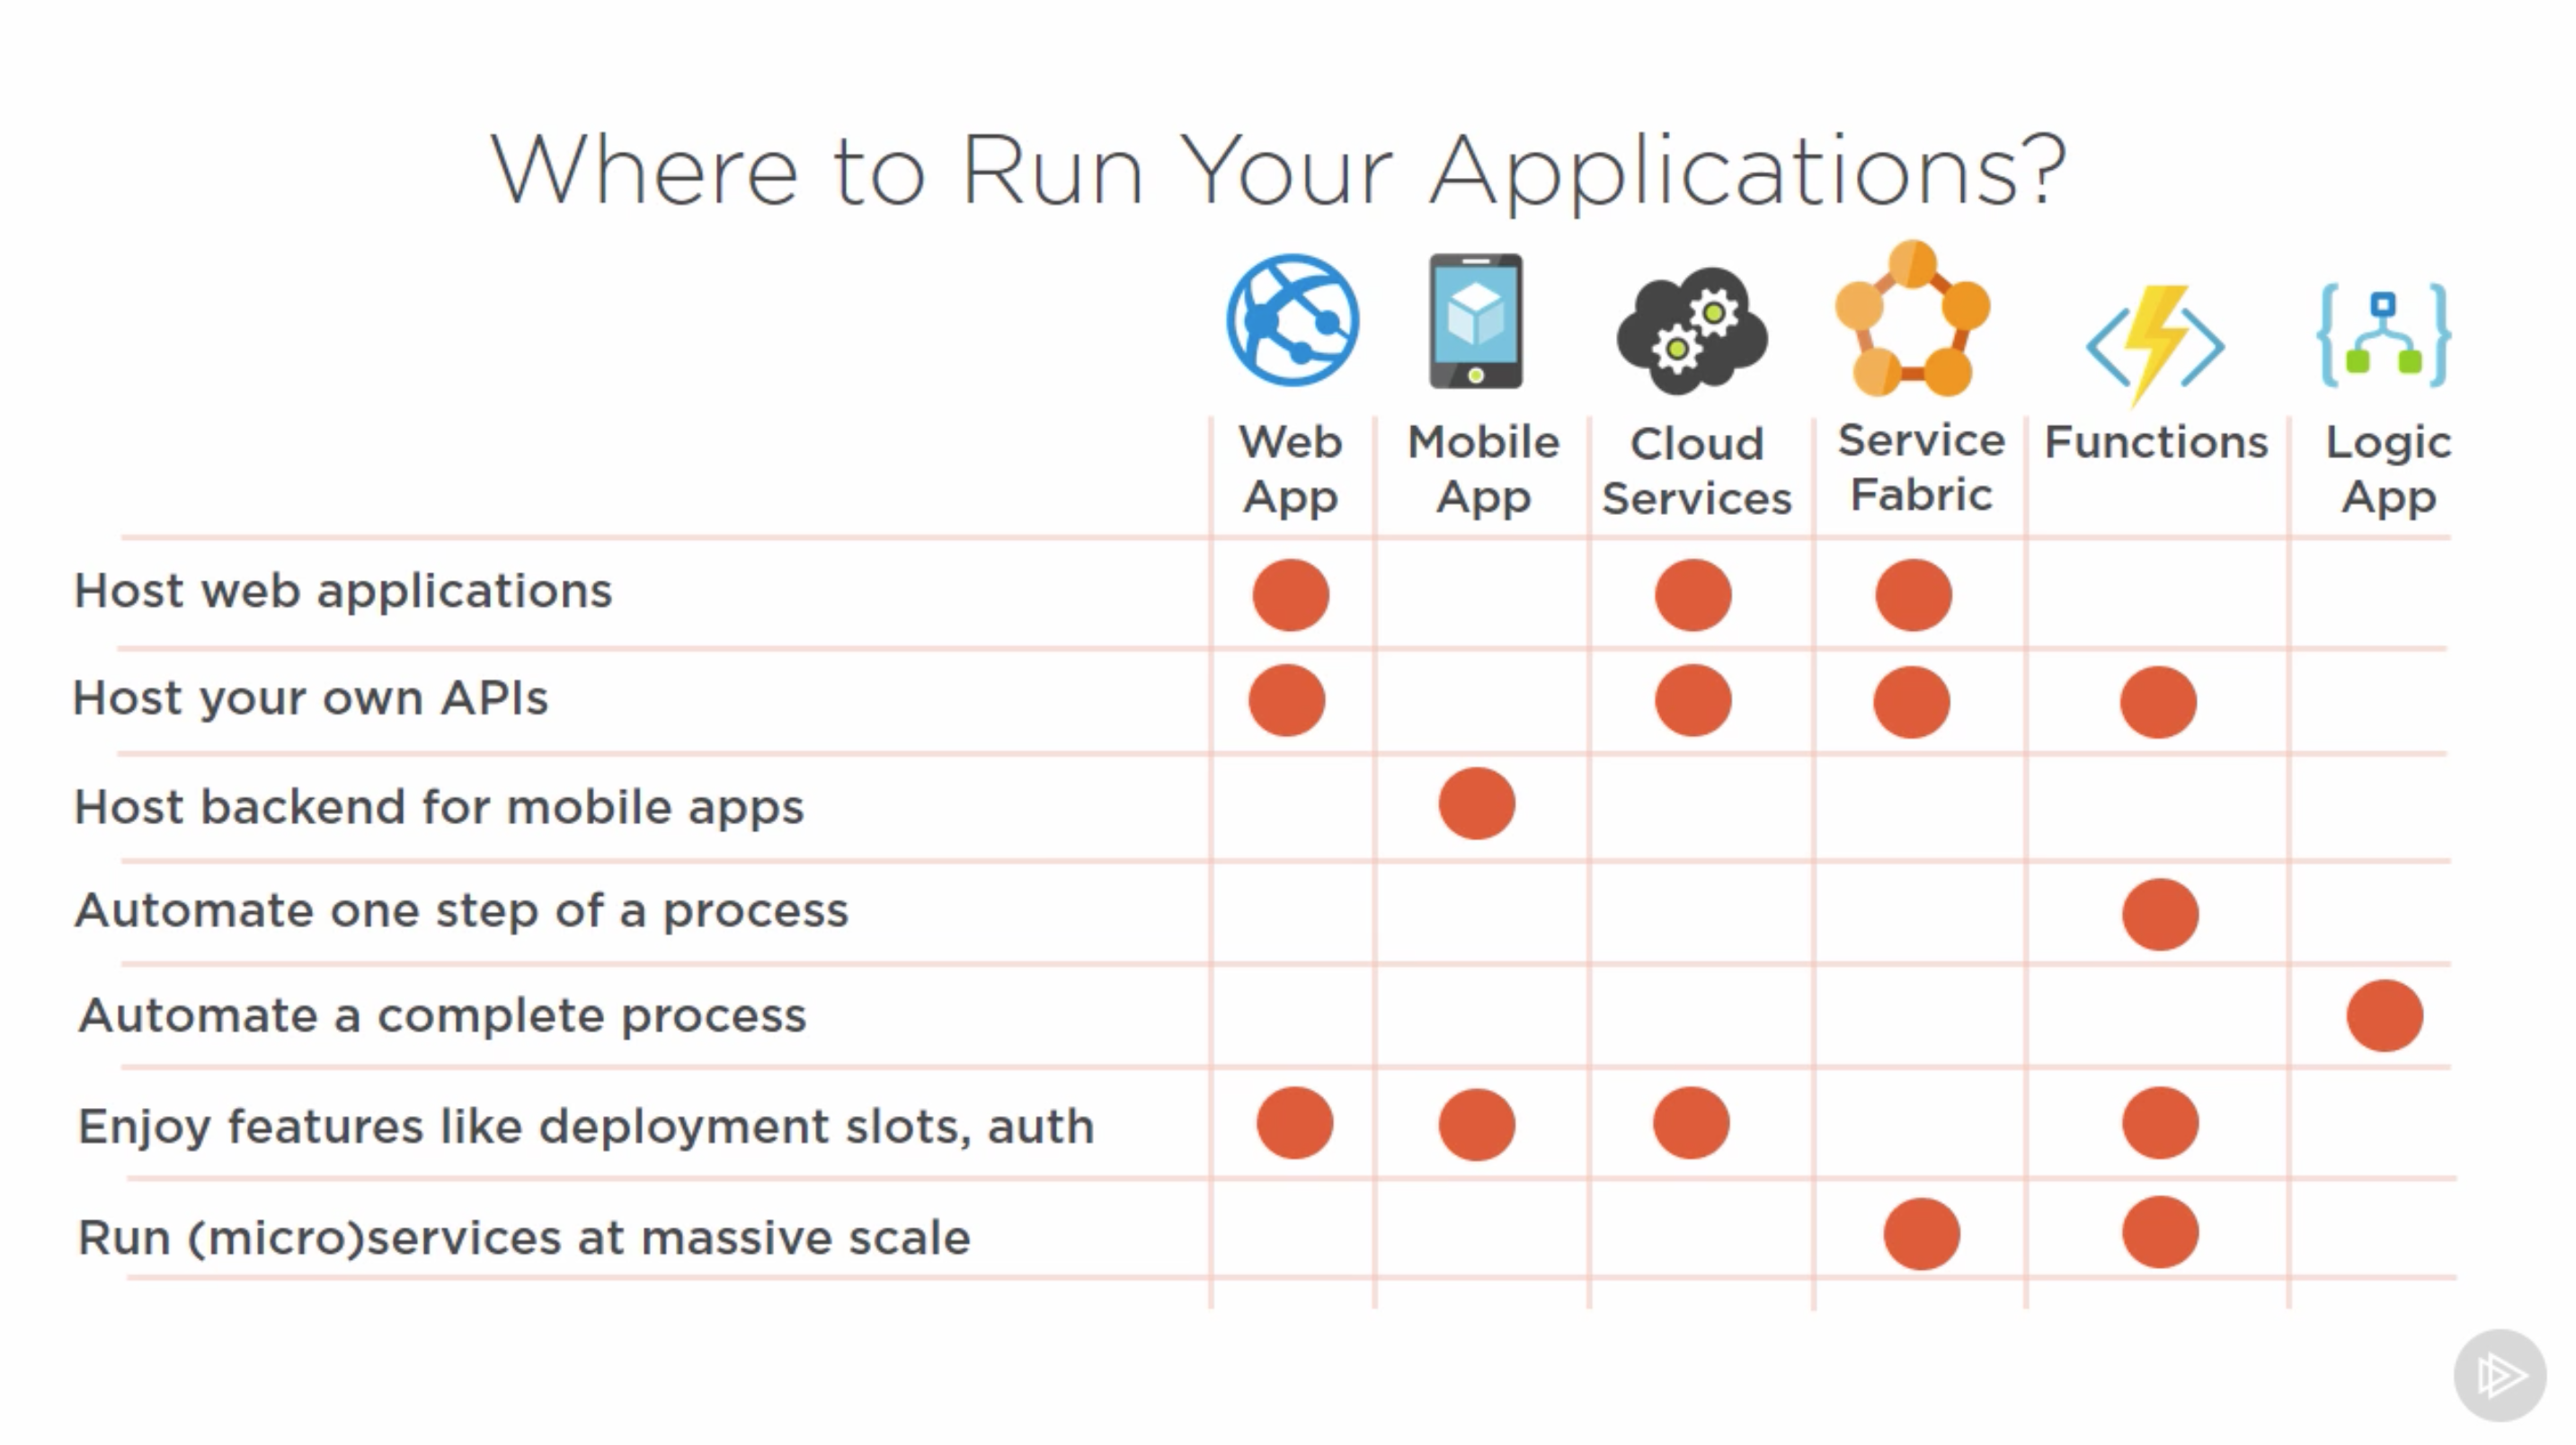 Where to Run Your Applications?
Web App
Mobile App
Cloud Services
Service Fabric
Functions
Logic App
Host web applications
Host your own APIs
Host backend for mobile apps
Automate one step of a process
Automate a complete process
Enjoy features like deployment slots, auth
Run (micro)services at massive scale